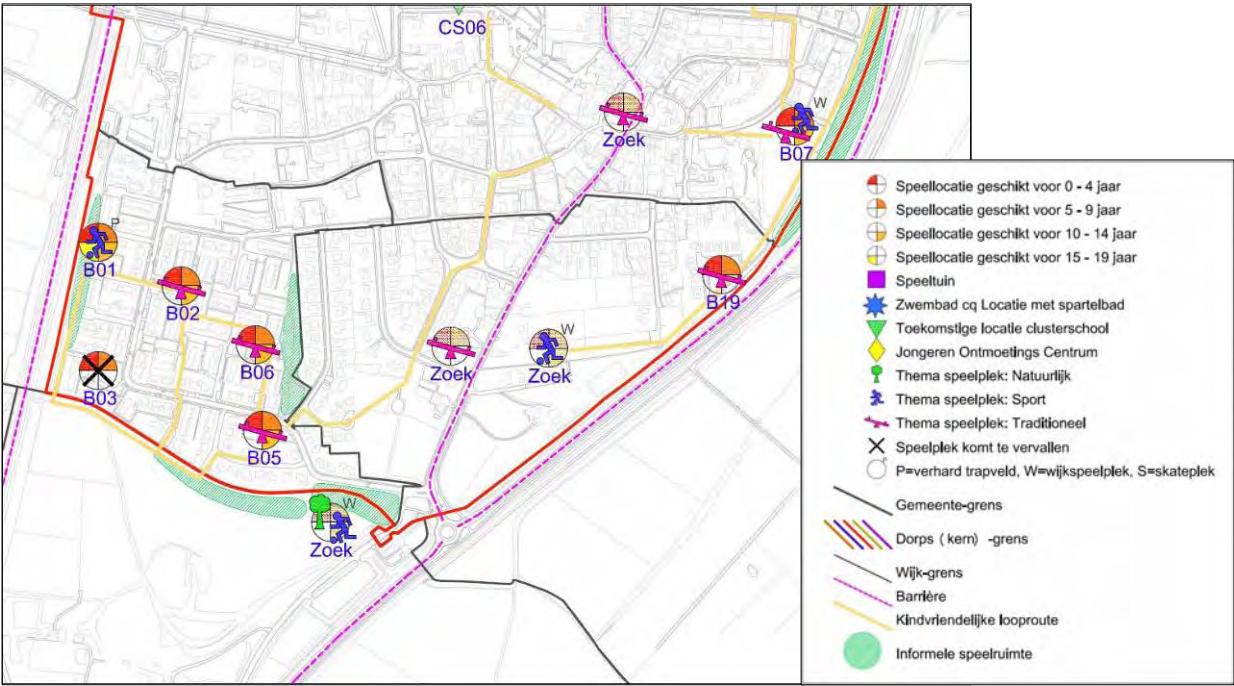 CS06
W
Zoek
B07
P
B01
B02
B19
W
B06
Zoek
Zoek
B03
B05
W
Zoek
Speellocatie geschikt voor 0 - 4 jaar
Speellocatie geschikt voor 5 - 9 jaar
Speellocatie geschikt voor 10 - 14 jaar
Speellocatie geschikt voor 15 - 19 jaar
Speeltuin
Zwembad cq Locatie met spartelbad
Toekomstige locatie clusterschool
Jongeren Ontmoetings Centrum
Thema speelplek: Natuurlijk
Thema speelplek: Sport
Thema speelplek: Traditioneel
Speelplek komt te vervallen
P=verhard trapveld, W=wijkspeelplek, S=skateplek
Gemeente-grens
Dorps ( kern) -grens
Wijk-grens
Barrière
Kindvriendelijke looproute
Informele speelruimte